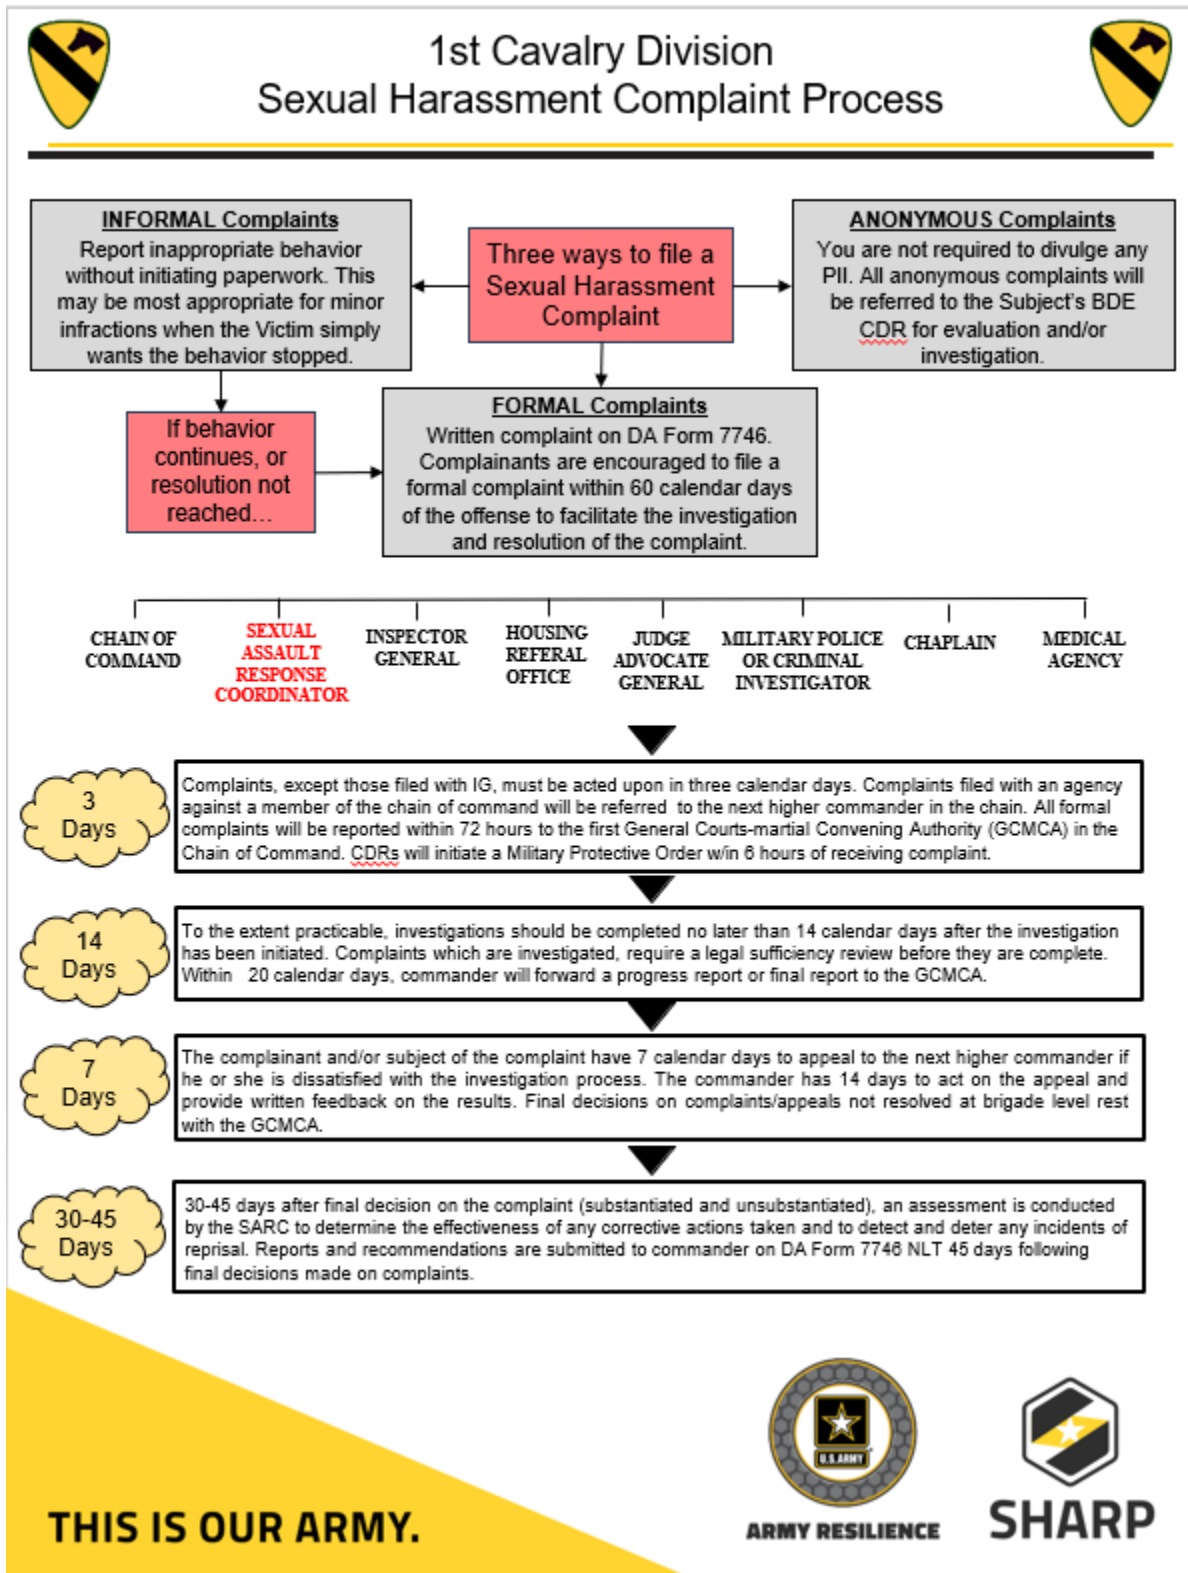 1st Cavalry Division
Sexual Harassment Complaint Process
INFORMAL Complaints
Report inappropriate behavior
without initiating paperwork. This
may be most appropriate for minor
infractions when the Victim simply
wants the behavior stopped.
Three ways to file a
Sexual Harassment
Complaint
ANONYMOUS Complaints
You are not required to divulge any
PII. All anonymous complaints will
be referred to the Subject's BDE
CDR for evaluation and/or
investigation.
If behavior
continues, or
resolution not
reached...
FORMAL Complaints
Written complaint on DA Form 7746.
Complainants are encouraged to file a
formal complaint within 60 calendar days
of the offense to facilitate the investigation
and resolution of the complaint.
CHAIN OF
COMMAND
SEXUAL
ASSAULT
RESPONSE
COORDINATOR
INSPECTOR
GENERAL
HOUSING
REFERAL
OFFICE
JUDGE
ADVOCATE
GENERAL
MILITARY POLICE
OR CRIMINAL
INVESTIGATOR
CHAPLAIN
MEDICAL
AGENCY
3
Days
Complaints, except those filed with IG, must be acted upon in three calendar days. Complaints filed with an agency
against a member of the chain of command will be referred to the next higher commander in the chain. All formal
complaints will be reported within 72 hours to the first General Courts-martial Convening Authority (GCMCA) in the
Chain of Command. CDRs will initiate a Military Protective Order w/in 6 hours of receiving complaint.
14
Days
To the extent practicable, investigations should be completed no later than 14 calendar days after the investigation
has been initiated. Complaints which are investigated, require a legal sufficiency review before they are complete.
Within 20 calendar days, commander will forward a progress report or final report to the GCMCA.
7
Days
The complainant and/or subject of the complaint have 7 calendar days to appeal to the next higher commander if
he or she is dissatisfied with the investigation process. The commander has 14 days to act on the appeal and
provide written feedback on the results. Final decisions on complaints/appeals not resolved at brigade level rest
with the GCMCA.
30-45
Days
30-45 days after final decision on the complaint (substantiated and unsubstantiated), an assessment is conducted
by the SARC to determine the effectiveness of any corrective actions taken and to detect and deter any incidents of
reprisal. Reports and recommendations are submitted to commander on DA Form 7746 NLT 45 days following
final decisions made on complaints.
THIS IS OUR ARMY.
U.S.ARMY
ARMY RESILIENCE
SHARP